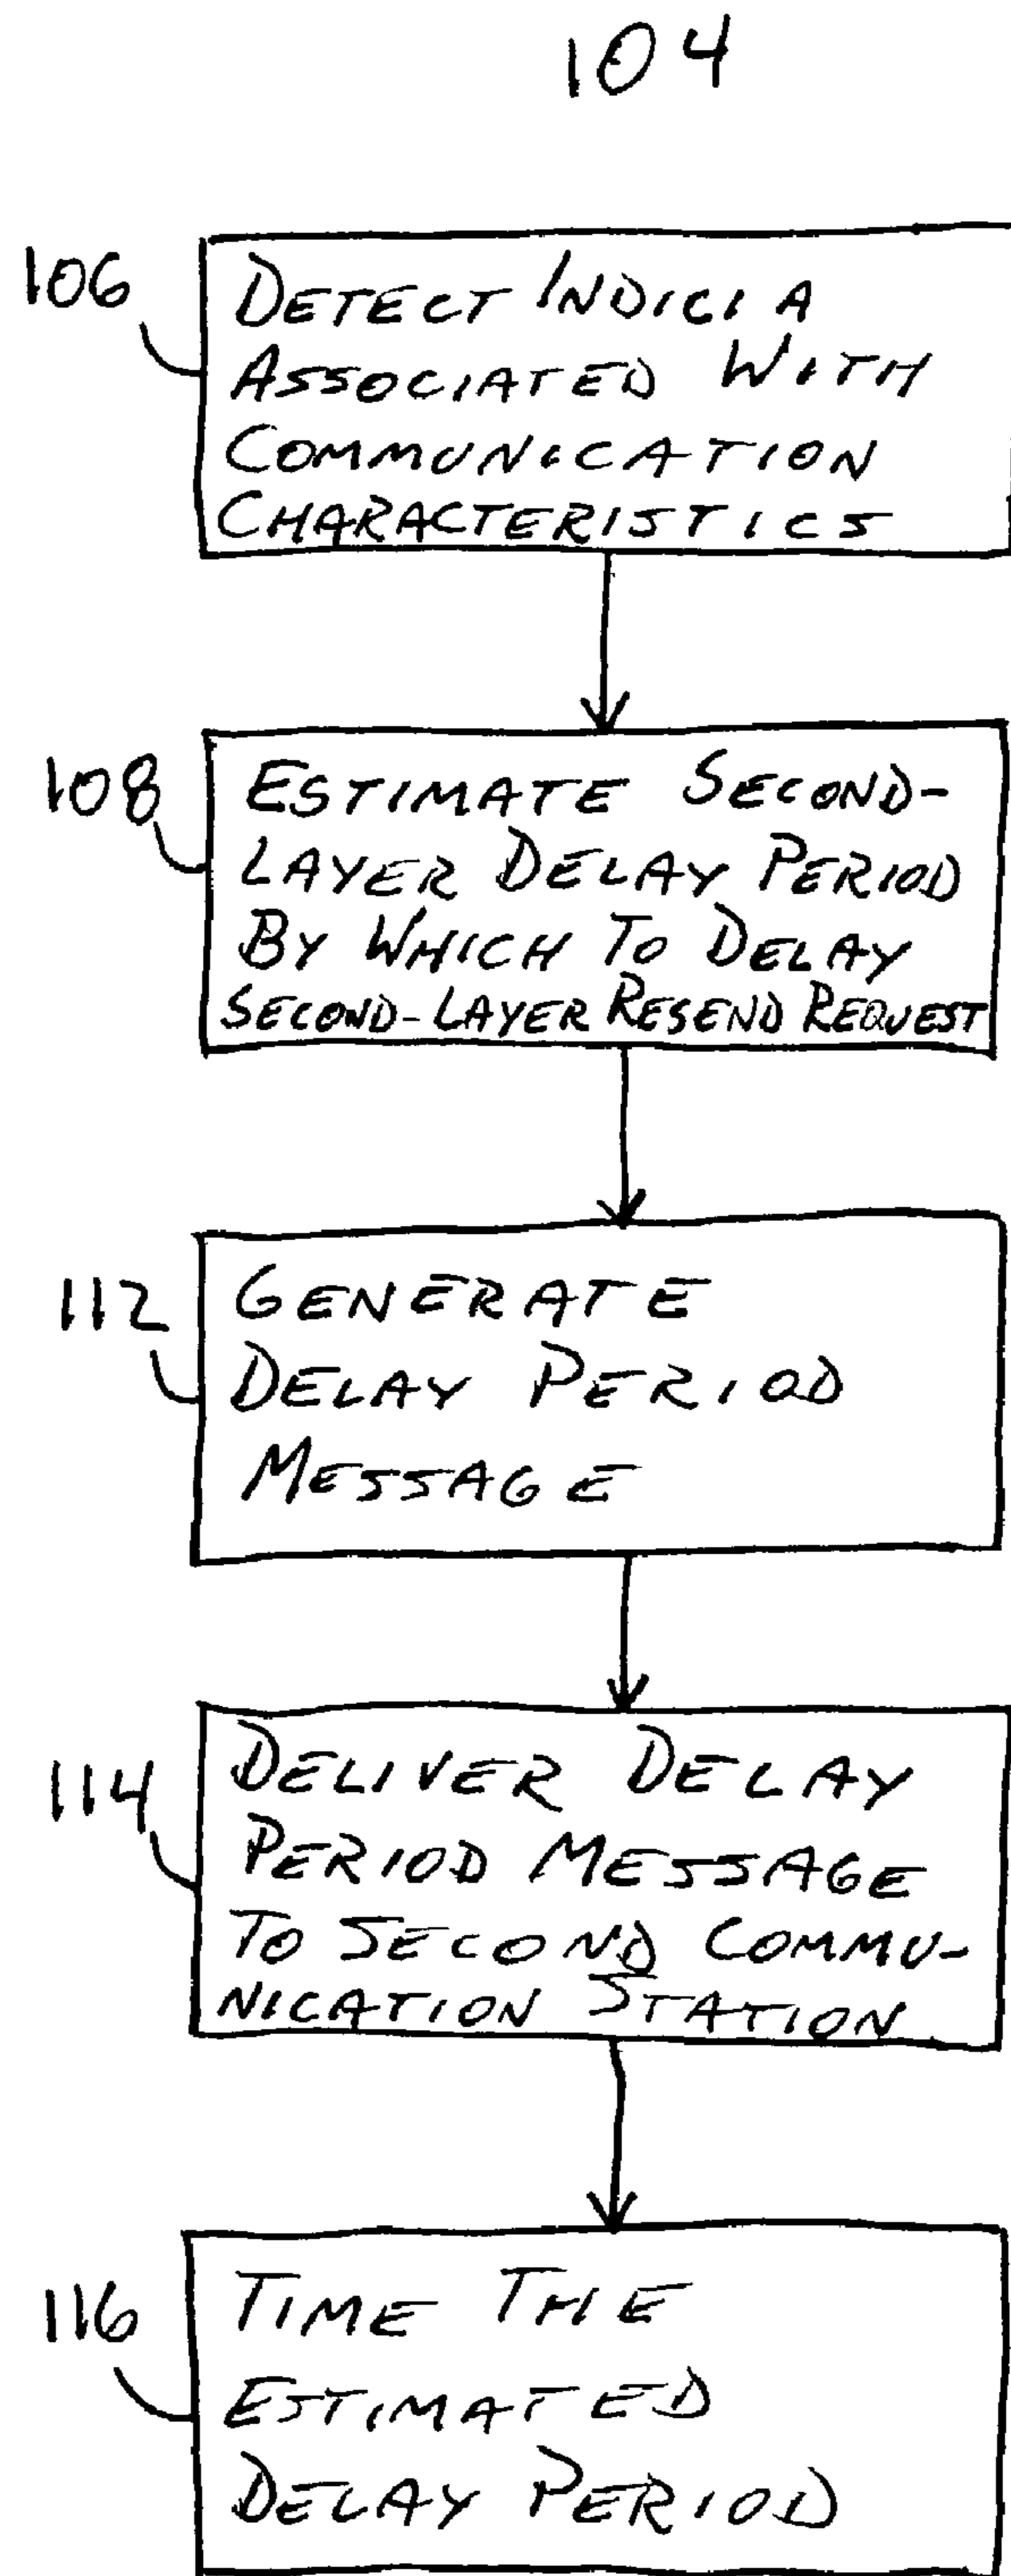 104
106
DETECT INDICIA
ASSOCIATED WITH
COMMUNICATION
CHARACTERISTICS
108
ESTIMATE SECOND-
LAYER DELAY PERIOD
BY WHICH TO DELAY
SECOND-LAYER RESEND REQUEST
112
GENERATE
DELAY PERIOD
MESSAGE
114
DELIVER DELAY
PERIOD MESSAGE
TO SECOND COMMU-
NICATION STATION
116
TIME THE
ESTIMATED
DELAY PERIOD